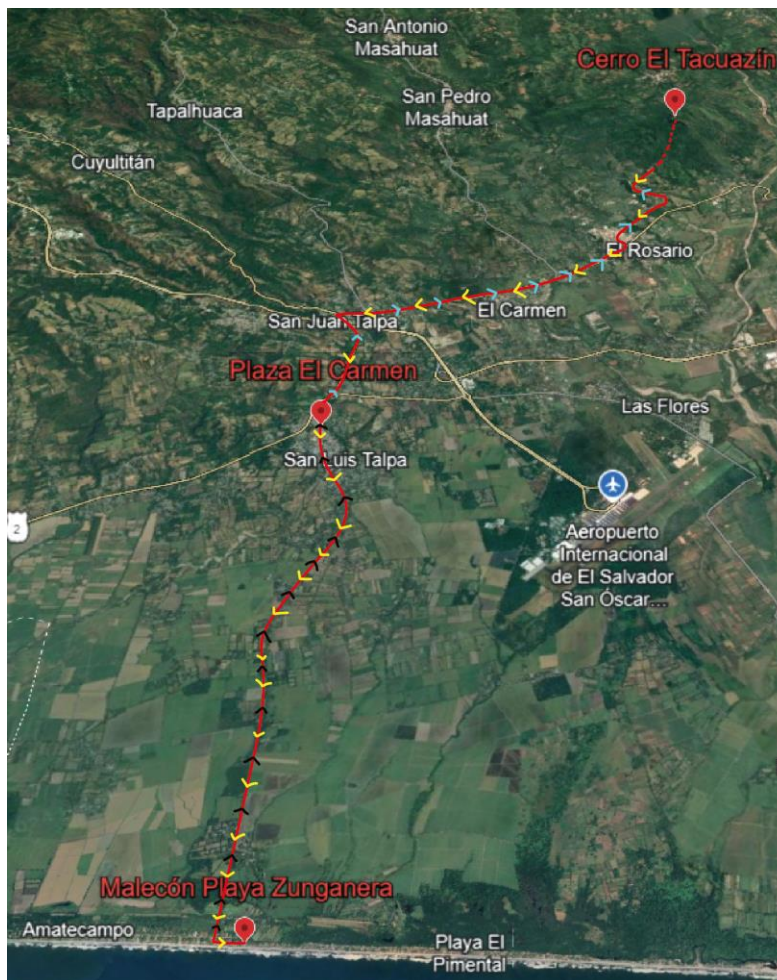 San Antonio
Masahuat
Cerro El Tacuazín
Tapalhuaca
San Pedro
Masahuat
Cuyultitán
El Rosario
El Carmen
San Juan Talpa
Plaza El Carmen
Las Flores
San Luis Talpa
2
Aeropuerto
Internacional
de El Salvador
San Óscar...
Malecón Playa Zunganera
Amatecampo
Playa El
Pimental